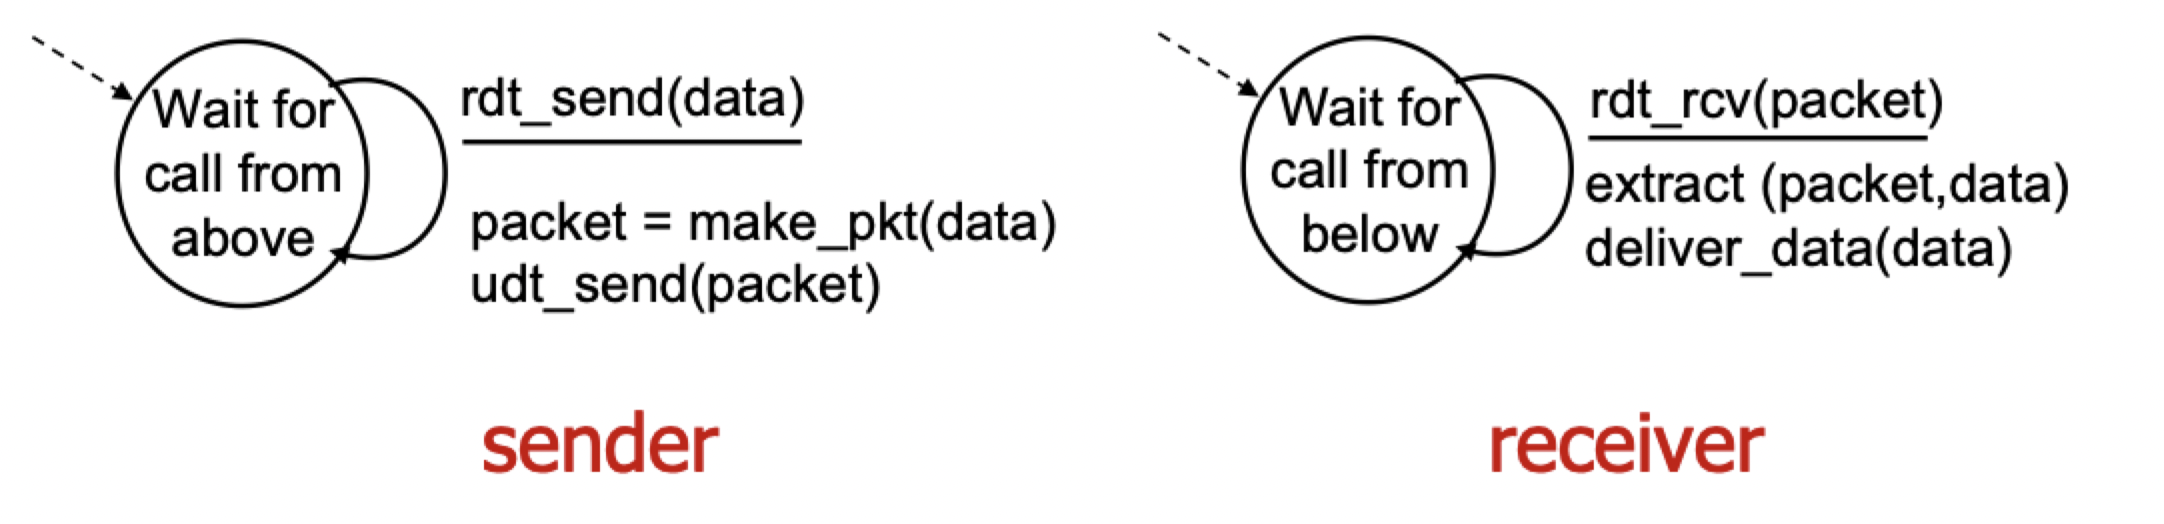 Wait for
call from
above
rdt_send(data)
packet = make_pkt(data)
udt_send(packet)
sender
Wait for
call from
below
rdt_rcv(packet)
extract (packet,data)
deliver_data(data)
receiver